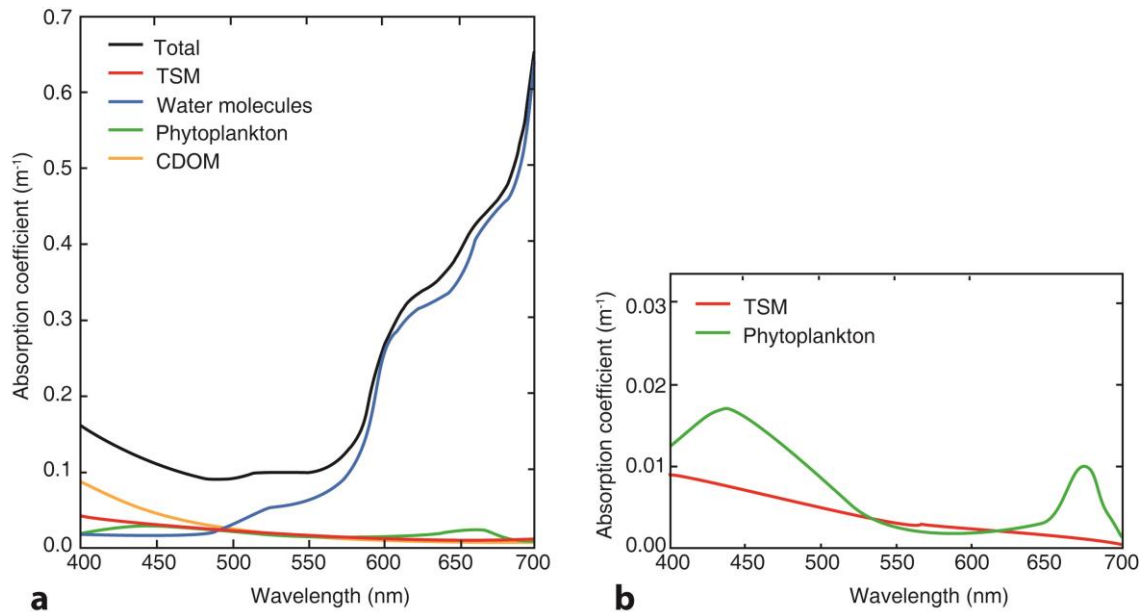 0.7
0.6
0.5
0.4
0.3
0.2
0.1
0.0
Absorption coefficient (m⁻¹)
Total
TSM
Water molecules
Phytoplankton
CDOM
400 450 500 550 600 650 700
Wavelength (nm)
a
0.03
0.02
0.01
0.00
Absorption coefficient (m⁻¹)
TSM
Phytoplankton
400 450 500 600 650 700
Wavelength (nm)
b